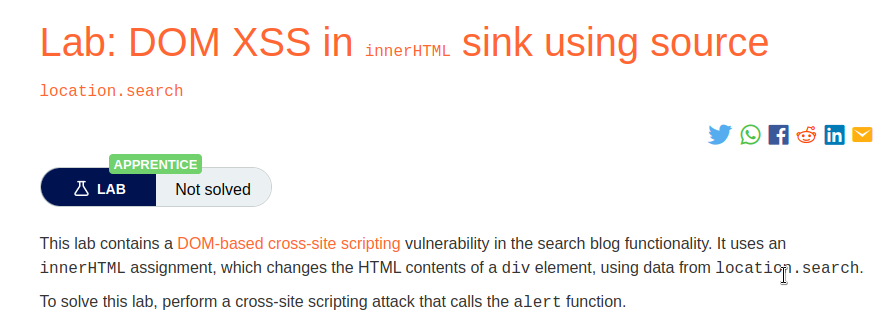 Lab: DOM XSS in innerHTML sink using source
location.search
APPRENTICE
LAB Not solved
This lab contains a DOM-based cross-site scripting vulnerability in the search blog functionality. It uses an
innerHTML assignment, which changes the HTML contents of a div element, using data from location.search.
To solve this lab, perform a cross-site scripting attack that calls the alert function.